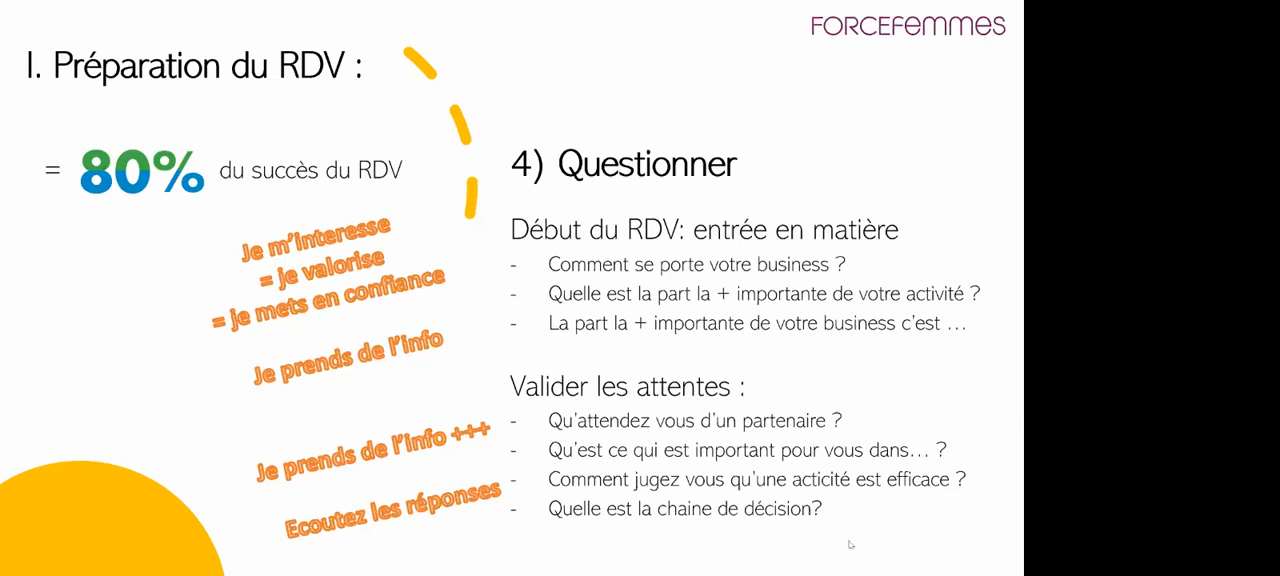 FORCEFemmes
I. Préparation du RDV :
= 80% du succès du RDV
Je m'interesse
= je valorise
= je mets en confiance
Je prends de l'info
Je prends de l'info +++
Ecoutez les réponses
4) Questionner
Début du RDV: entrée en matière
- Comment se porte votre business ?
- Quelle est la part la + importante de votre activité ?
- La part la + importante de votre business c'est …
Valider les attentes :
- Qu'attendez vous d'un partenaire ?
- Qu'est ce qui est important pour vous dans… ?
- Comment jugez vous qu'une acticité est efficace ?
- Quelle est la chaine de décision?